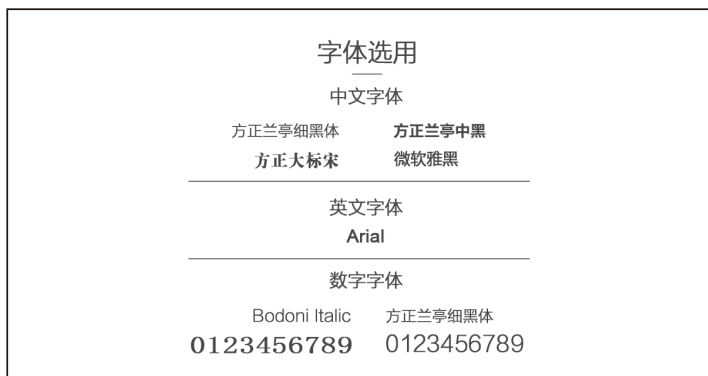 字体选用
中文字体
方正兰亭细黑体 方正兰亭中黑
方正大标宋 微软雅黑
英文字体
Arial
数字字体
Bodoni Italic 方正兰亭细黑体
0123456789 0123456789